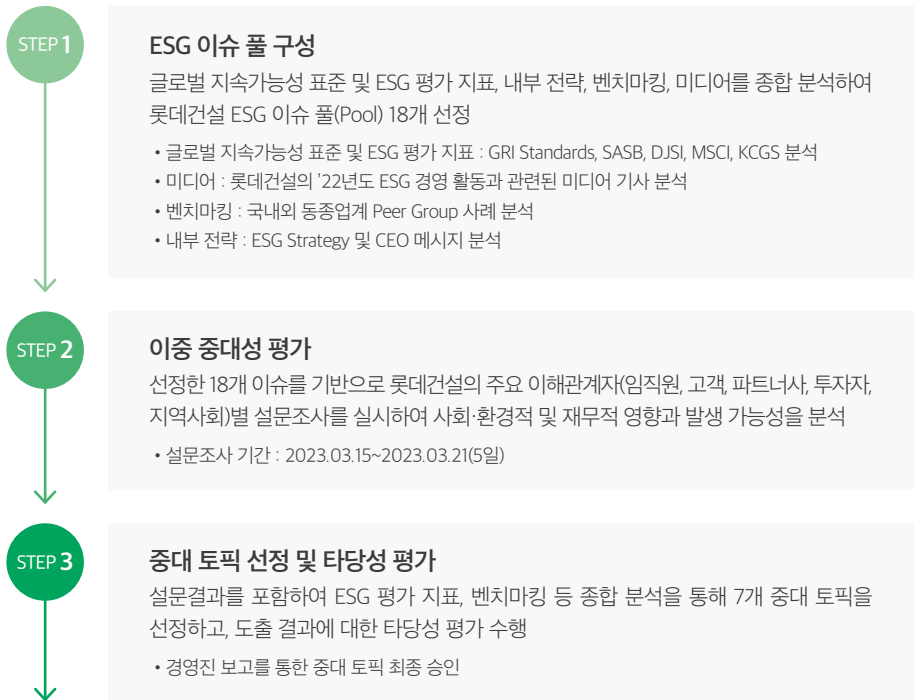 STEP 1
ESG 이슈 풀 구성
글로벌 지속가능성 표준 및 ESG 평가 지표, 내부 전략, 벤치마킹, 미디어를 종합 분석하여
롯데건설 ESG 이슈 풀(Pool) 18개 선정
• 글로벌 지속가능성 표준 및 ESG 평가 지표 : GRI Standards, SASB, DJSI, MSCI, KCGS 분석
• 미디어 : 롯데건설의 ’22년도 ESG 경영 활동과 관련된 미디어 기사 분석
• 벤치마킹 : 국내외 동종업계 Peer Group 사례 분석
• 내부 전략 : ESG Strategy 및 CEO 메시지 분석
STEP 2
이중 중대성 평가
선정한 18개 이슈를 기반으로 롯데건설의 주요 이해관계자(임직원, 고객, 파트너사, 투자자,
지역사회)별 설문조사를 실시하여 사회·환경적 및 재무적 영향과 발생 가능성을 분석
• 설문조사 기간 : 2023.03.15~2023.03.21(5일)
STEP 3
중대 토픽 선정 및 타당성 평가
설문결과를 포함하여 ESG 평가 지표, 벤치마킹 등 종합 분석을 통해 7개 중대 토픽을
선정하고, 도출 결과에 대한 타당성 평가 수행
• 경영진 보고를 통한 중대 토픽 최종 승인